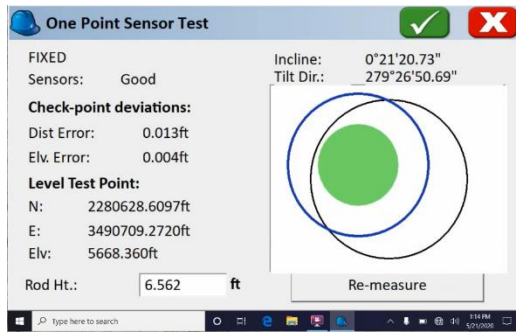 One Point Sensor Test
FIXED
Sensors: Good
Incline: 0°21'20.73"
Tilt Dir.: 279°26'50.69"
Check-point deviations:
Dist Error: 0.013ft
Elv. Error: 0.004ft
Level Test Point:
N: 2280628.6097ft
E: 3490709.2720ft
Elv: 5668.360ft
Rod Ht.: 6.562 ft
Re-measure
Type here to search
1:14 PM
5/21/2020